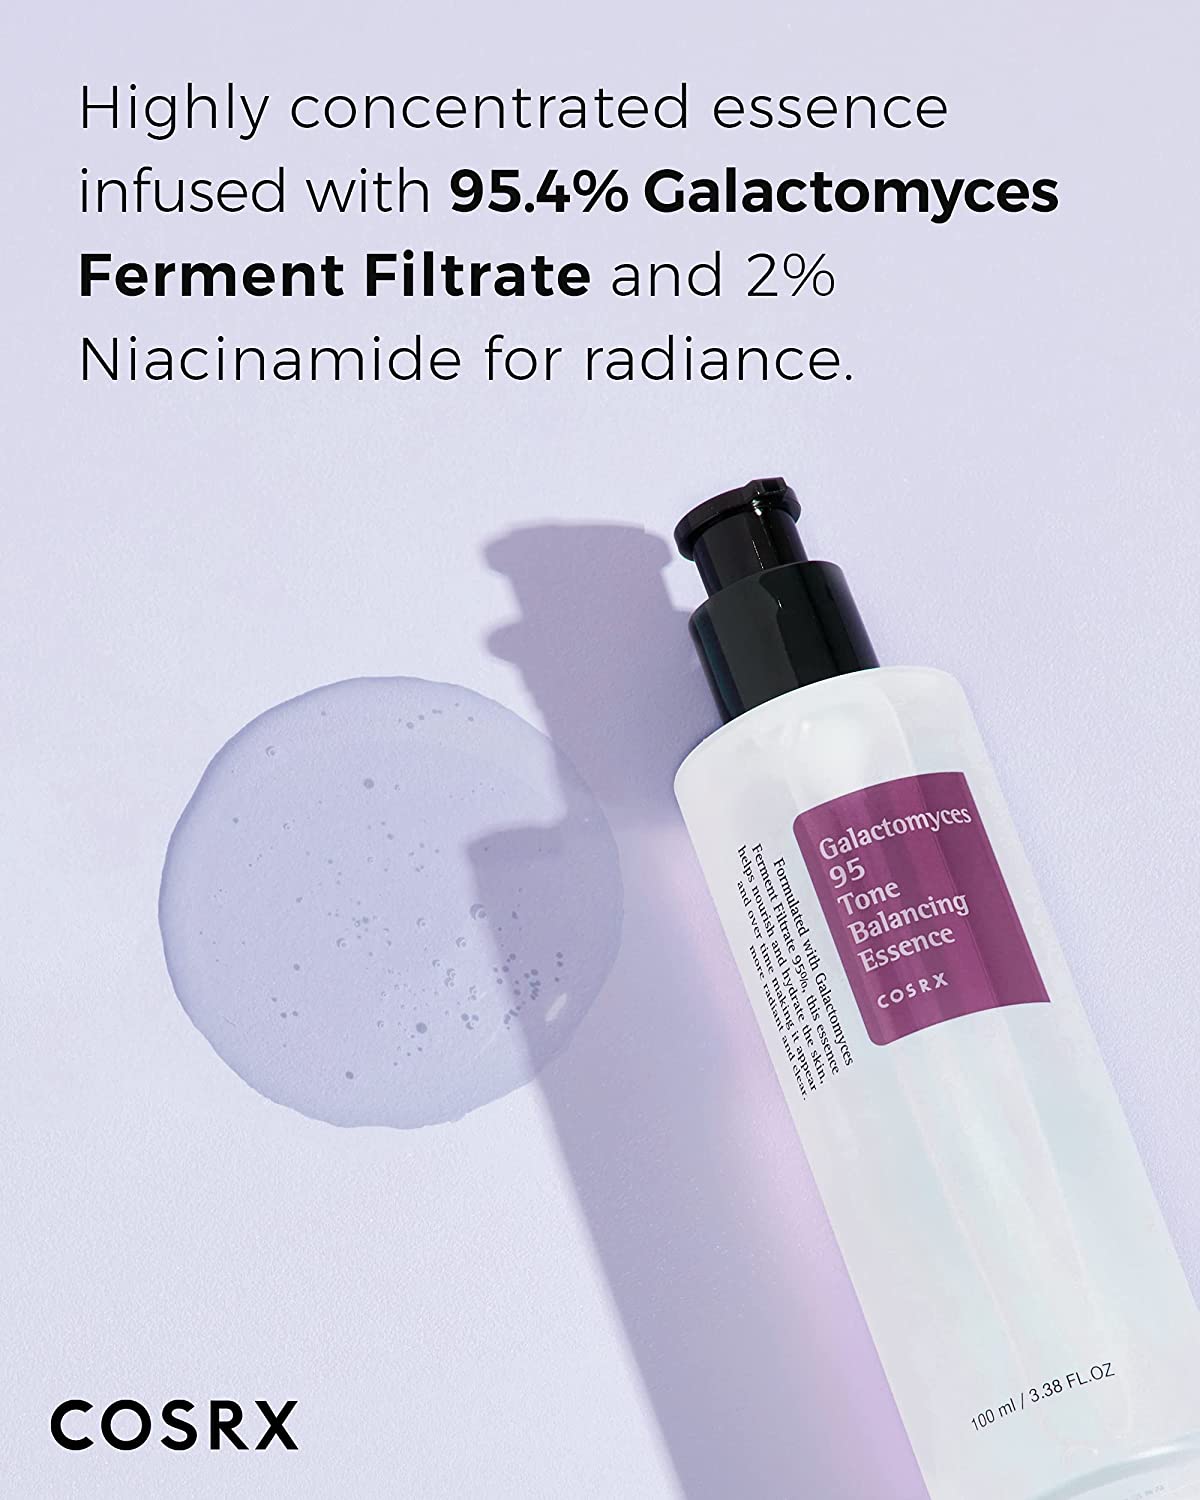 Highly concentrated essence
infused with 95.4% Galactomyces
Ferment Filtrate and 2%
Niacinamide for radiance.
Galactomyces
95
Tone
Balancing
Essence
COSRX
Formulated with Galactomyces
Ferment Filtrate 95%, this essence
helps nourish and hydrate the skin,
and over time making it appear
more radiant and clear.
100 ml / 3.38 FL.OZ
COSRX